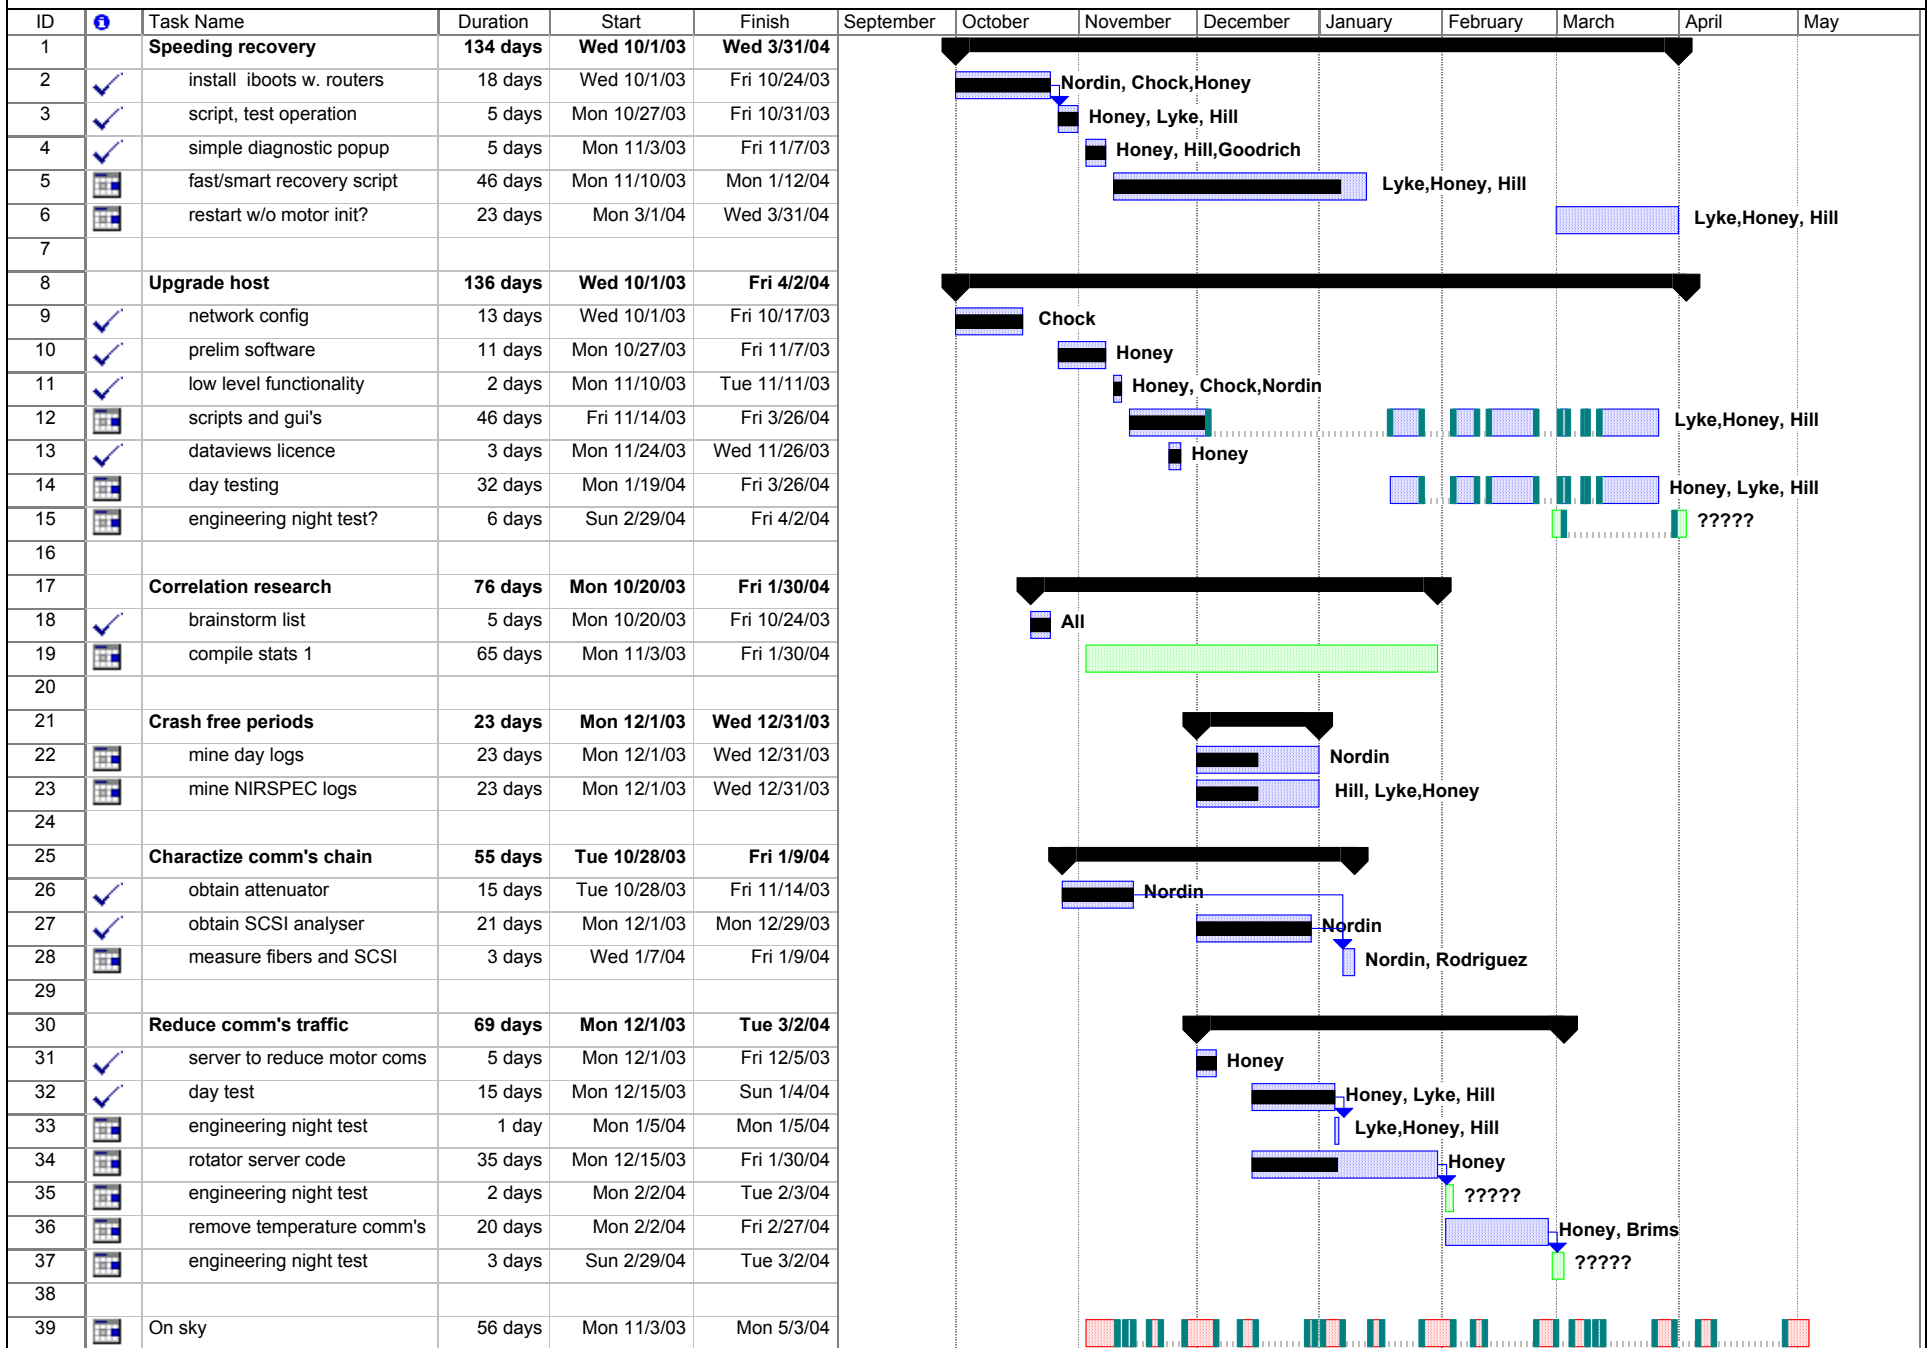 ID Task Name Duration Start Finish September October November December January February March April May
1 Speeding recovery 134 days Wed 10/1/03 Wed 3/31/04
2 install iboots w. routers 18 days Wed 10/1/03 Fri 10/24/03 Nordin, Chock,Honey
3 script, test operation 5 days Mon 10/27/03 Fri 10/31/03 Honey, Lyke, Hill
4 simple diagnostic popup 5 days Mon 11/3/03 Fri 11/7/03 Honey, Hill,Goodrich
5 fast/smart recovery script 46 days Mon 11/10/03 Mon 1/12/04 Lyke,Honey, Hill
6 restart w/o motor init? 23 days Mon 3/1/04 Wed 3/31/04 Lyke,Honey, Hill
7
8 Upgrade host 136 days Wed 10/1/03 Fri 4/2/04
9 network config 13 days Wed 10/1/03 Fri 10/17/03 Chock
10 prelim software 11 days Mon 10/27/03 Fri 11/7/03 Honey
11 low level functionality 2 days Mon 11/10/03 Tue 11/11/03 Honey, Chock,Nordin
12 scripts and gui's 46 days Fri 11/14/03 Fri 3/26/04 Lyke,Honey, Hill
13 dataviews licence 3 days Mon 11/24/03 Wed 11/26/03 Honey
14 day testing 32 days Mon 1/19/04 Fri 3/26/04 Honey, Lyke, Hill
15 engineering night test? 6 days Sun 2/29/04 Fri 4/2/04 ?????
16
17 Correlation research 76 days Mon 10/20/03 Fri 1/30/04
18 brainstorm list 5 days Mon 10/20/03 Fri 10/24/03 All
19 compile stats 1 65 days Mon 11/3/03 Fri 1/30/04
20
21 Crash free periods 23 days Mon 12/1/03 Wed 12/31/03
22 mine day logs 23 days Mon 12/1/03 Wed 12/31/03 Nordin
23 mine NIRSPEC logs 23 days Mon 12/1/03 Wed 12/31/03 Hill, Lyke,Honey
24
25 Charactize comm's chain 55 days Tue 10/28/03 Fri 1/9/04
26 obtain attenuator 15 days Tue 10/28/03 Fri 11/14/03 Nordin
27 obtain SCSI analyser 21 days Mon 12/1/03 Mon 12/29/03 Nordin
28 measure fibers and SCSI 3 days Wed 1/7/04 Fri 1/9/04 Nordin, Rodriguez
29
30 Reduce comm's traffic 69 days Mon 12/1/03 Tue 3/2/04
31 server to reduce motor coms 5 days Mon 12/1/03 Fri 12/5/03 Honey
32 day test 15 days Mon 12/15/03 Sun 1/4/04 Honey, Lyke, Hill
33 engineering night test 1 day Mon 1/5/04 Mon 1/5/04 Lyke,Honey, Hill
34 rotator server code 35 days Mon 12/15/03 Fri 1/30/04 Honey
35 engineering night test 2 days Mon 2/2/04 Tue 2/3/04 ?????
36 remove temperature comm's 20 days Mon 2/2/04 Fri 2/27/04 Honey, Brims
37 engineering night test 3 days Sun 2/29/04 Tue 3/2/04 ?????
38
39 On sky 56 days Mon 11/3/03 Mon 5/3/04